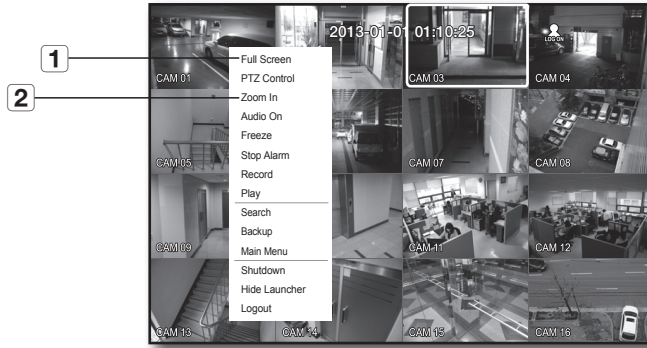 1
2
2013-01-01 01:10:25
LOG ON
CAM 01
CAM 03
CAM 04
Full Screen
PTZ Control
Zoom In
Audio On
Freeze
Stop Alarm
Record
Play
Search
Backup
Main Menu
Shutdown
Hide Launcher
Logout
CAM 05
CAM 07
CAM 08
CAM 09
CAM 11
CAM 12
CAM 13
CAM 14
CAM 15
CAM 16